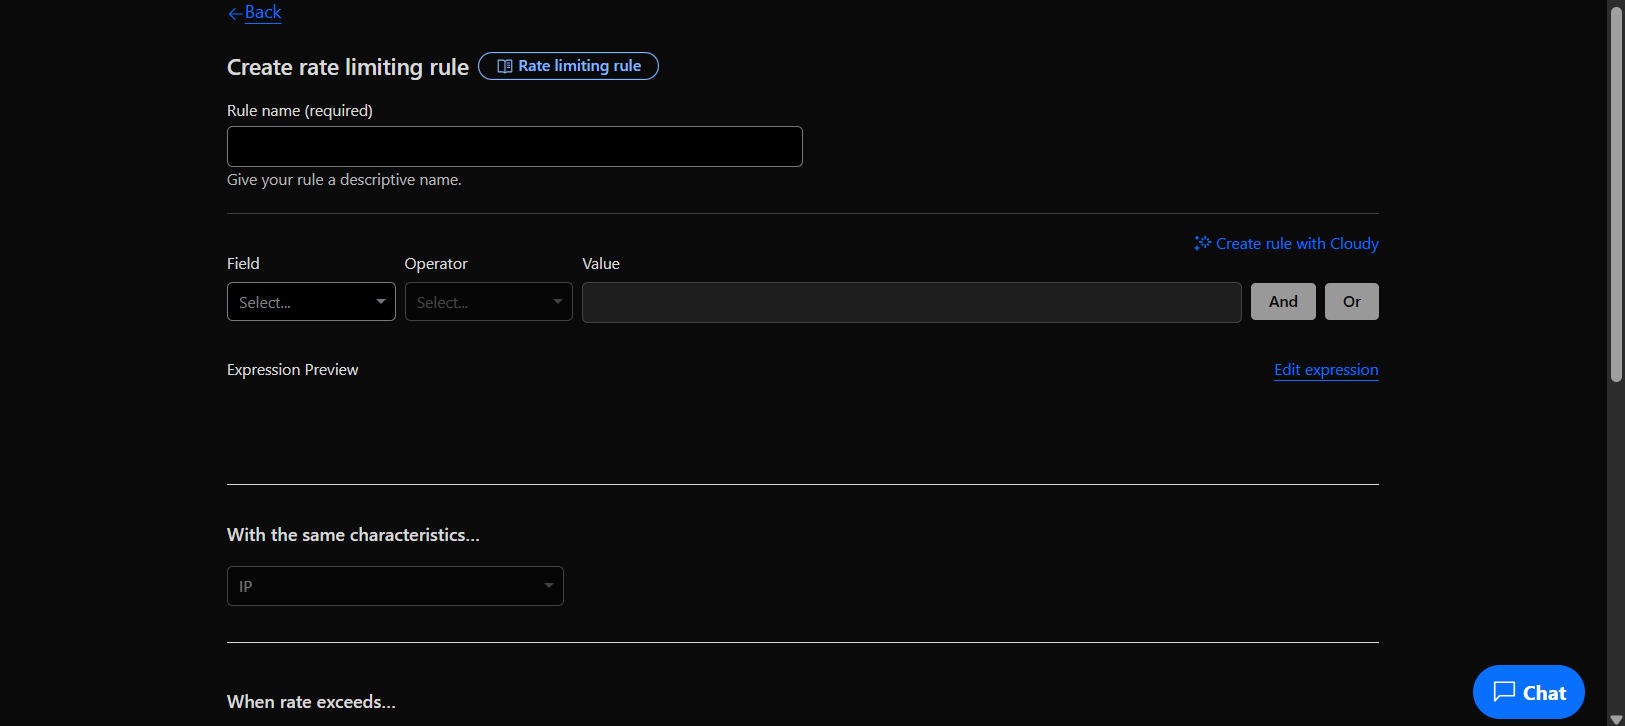 Back
Create rate limiting rule
Rate limiting rule
Rule name (required)
Give your rule a descriptive name.
Create rule with Cloudy
Field Operator Value
Select... Select... And Or
Expression Preview Edit expression
With the same characteristics...
IP
When rate exceeds...
Chat